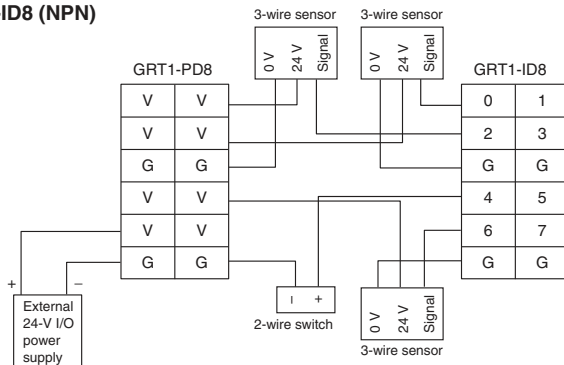 -ID8 (NPN)
3-wire sensor
3-wire sensor
0 V
24 V
Signal
0 V
24 V
Signal
GRT1-PD8
GRT1-ID8
V V
V V
G G
V V
V V
G G
0 1
2 3
G G
4 5
6 7
G G
+ −
External
24-V I/O
power
supply
− +
2-wire switch
0 V
24 V
Signal
3-wire sensor